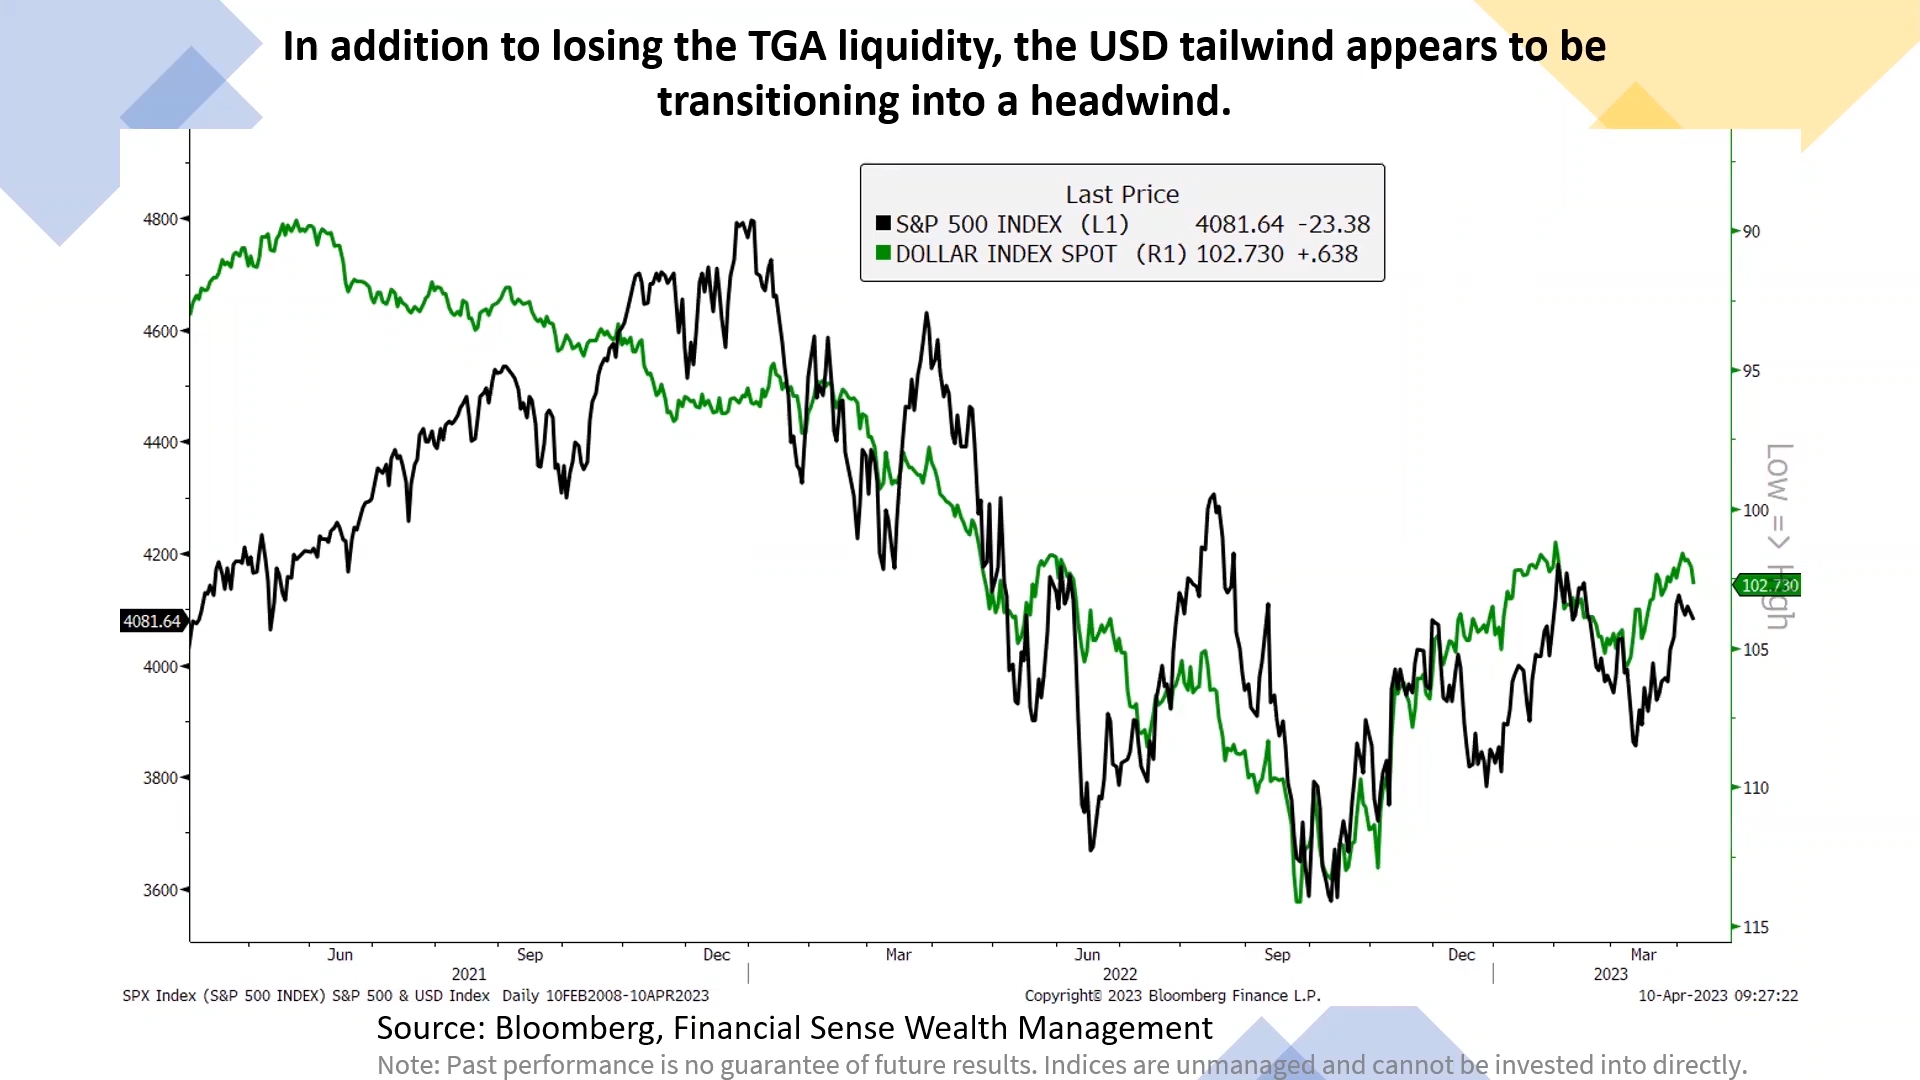 In addition to losing the TGA liquidity, the USD tailwind appears to be
transitioning into a headwind.
Last Price
S&P 500 INDEX (L1) 4081.64 -23.38
DOLLAR INDEX SPOT (R1) 102.730 +.638
4800
4600
4400
4200
4081.64
4000
3800
3600
90
95
100
102.730
105
110
115
Low => High
Jun Sep Dec Mar Jun Sep Dec Mar
2021 2022 2023
SPX Index (S&P 500 INDEX) S&P 500 & USD Index Daily 10FEB2008-10APR2023
Copyright© 2023 Bloomberg Finance L.P.
10-Apr-2023 09:27:22
Source: Bloomberg, Financial Sense Wealth Management
Note: Past performance is no guarantee of future results. Indices are unmanaged and cannot be invested into directly.